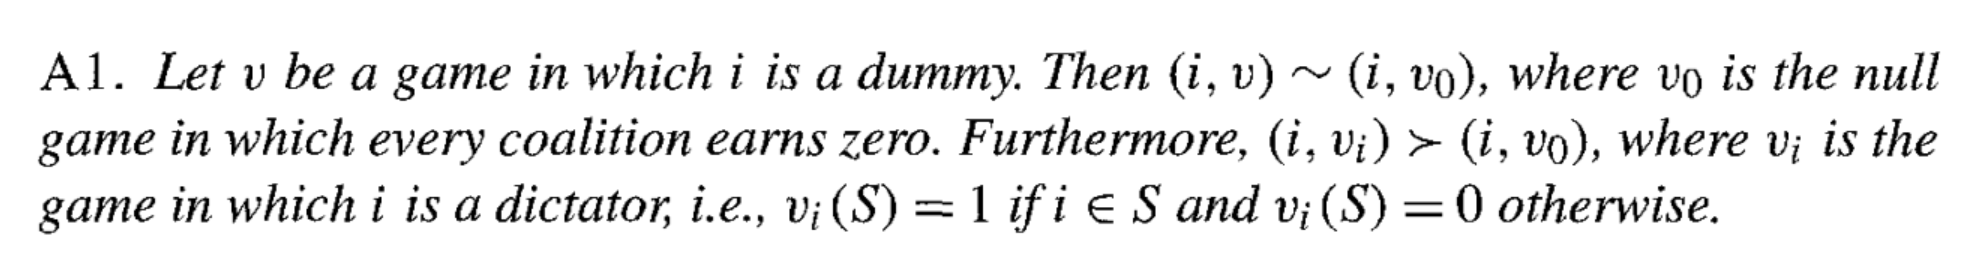 A1. Let v be a game in which i is a dummy. Then (i, v) ∼ (i, v₀), where v₀ is the null
game in which every coalition earns zero. Furthermore, (i, vᵢ) ≻ (i, v₀), where vᵢ is the
game in which i is a dictator, i.e., vᵢ(S) = 1 if i ∈ S and vᵢ(S) = 0 otherwise.